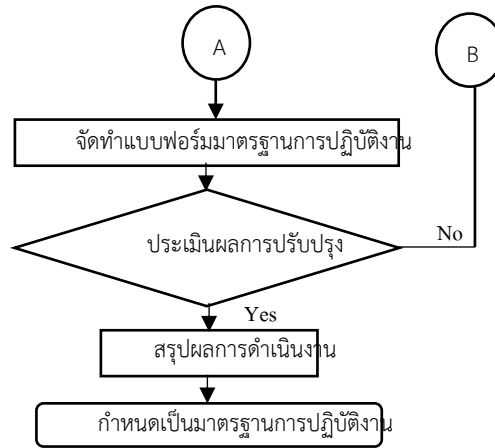 A
B
จัดทำแบบฟอร์มมาตรฐานการปฏิบัติงาน
ประเมินผลการปรับปรุง
No
Yes
สรุปผลการดำเนินงาน
กำหนดเป็นมาตรฐานการปฏิบัติงาน